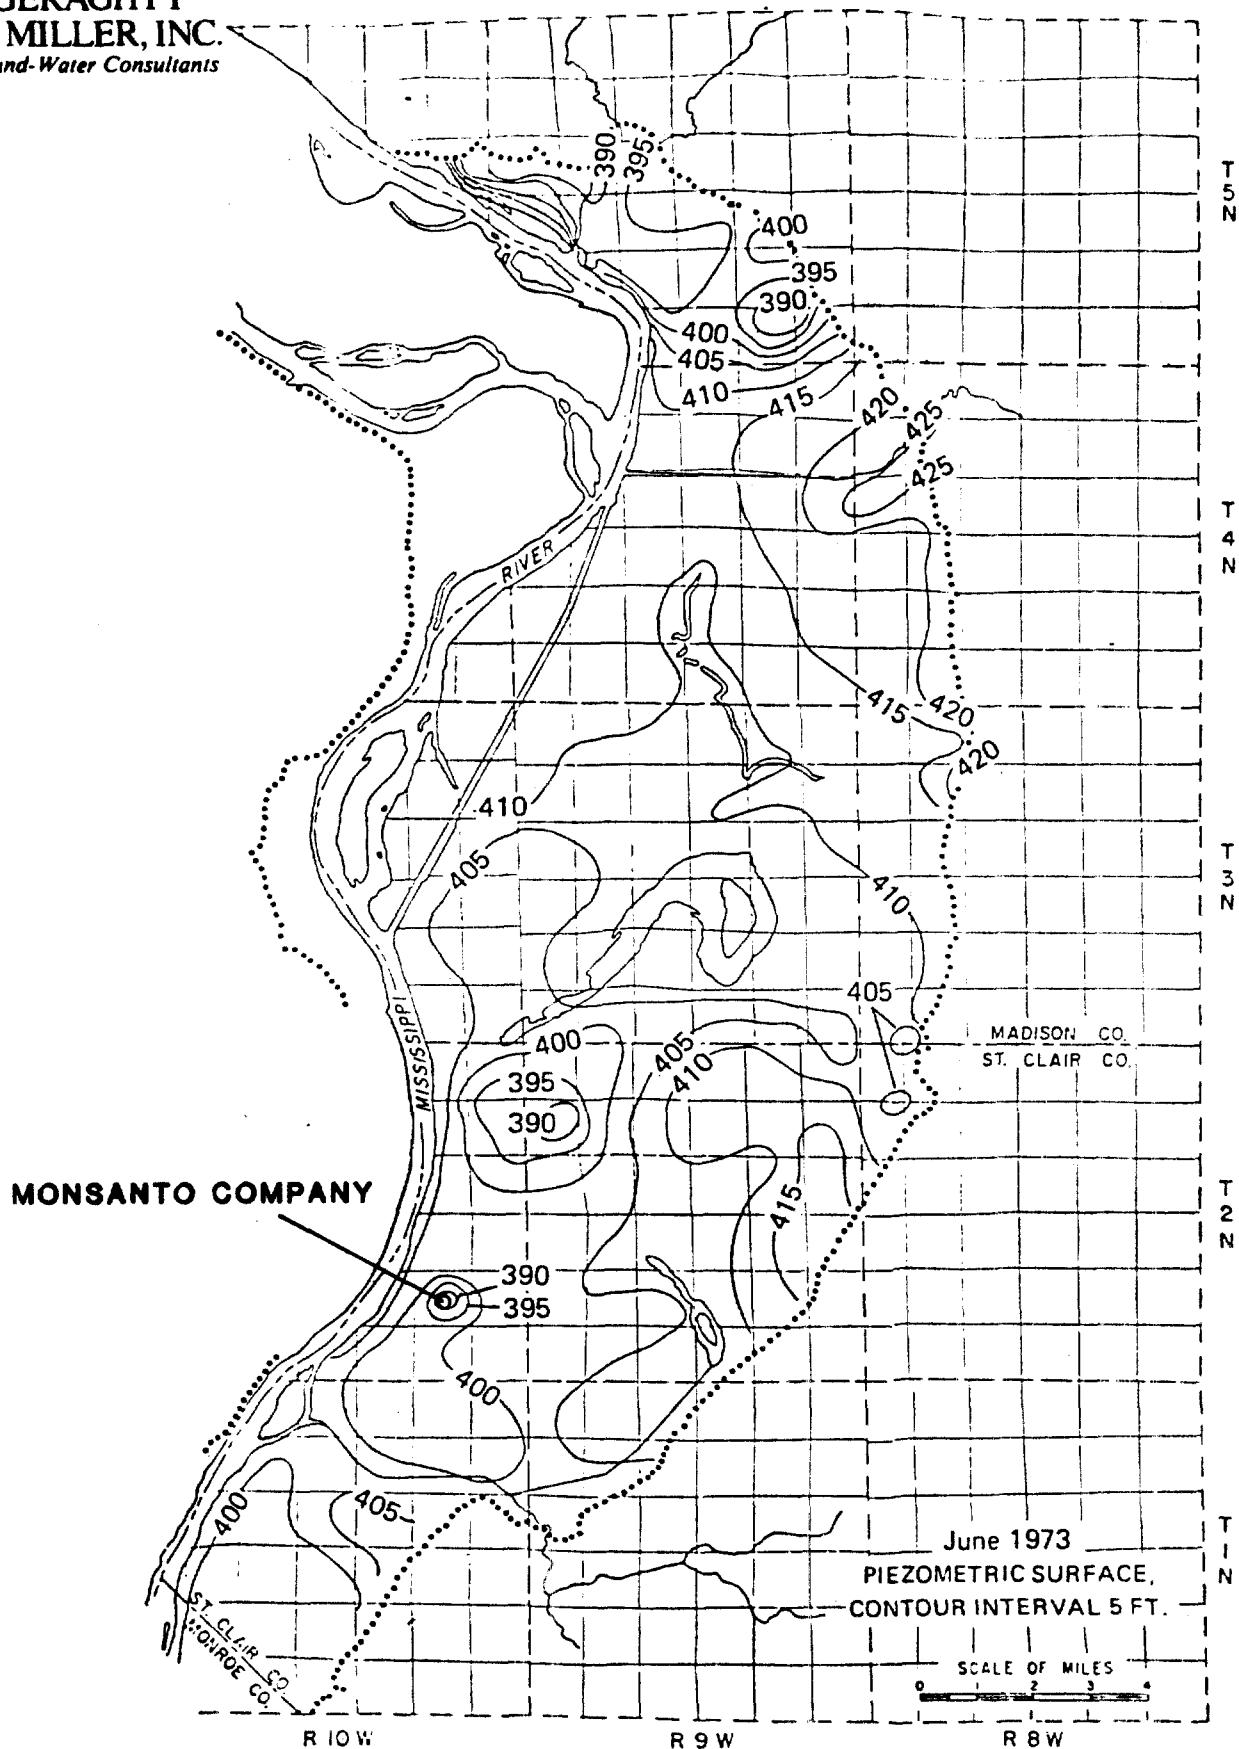 MILLER, INC.
Water Consultants
390
395
T
5
N
400
395
390
400
405
410
415
420
425
425
T
4
N
RIVER
415
420
420
410
405
410
T
3
N
405
MISSISSIPPI
MADISON CO.
ST. CLAIR CO.
400
405
410
395
390
MONSANTO COMPANY
415
T
2
N
390
395
400
400
405
June 1973
PIEZOMETRIC SURFACE,
CONTOUR INTERVAL 5 FT.
T
1
N
ST. CLAIR CO.
MONROE CO.
SCALE OF MILES
0 2 3 4
R 10 W R 9 W R 8 W